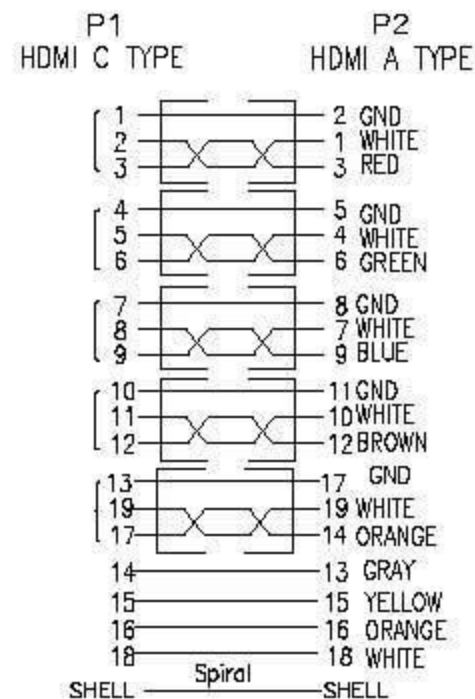 P1 P2
HDMI C TYPE HDMI A TYPE
1 2 GND
2 1 WHITE
3 3 RED
4 5 GND
5 4 WHITE
6 6 GREEN
7 8 GND
8 7 WHITE
9 9 BLUE
10 11 GND
11 10 WHITE
12 12 BROWN
13 17 GND
19 19 WHITE
17 14 ORANGE
14 13 GRAY
15 15 YELLOW
16 16 ORANGE
18 18 WHITE
SHELL Spiral SHELL